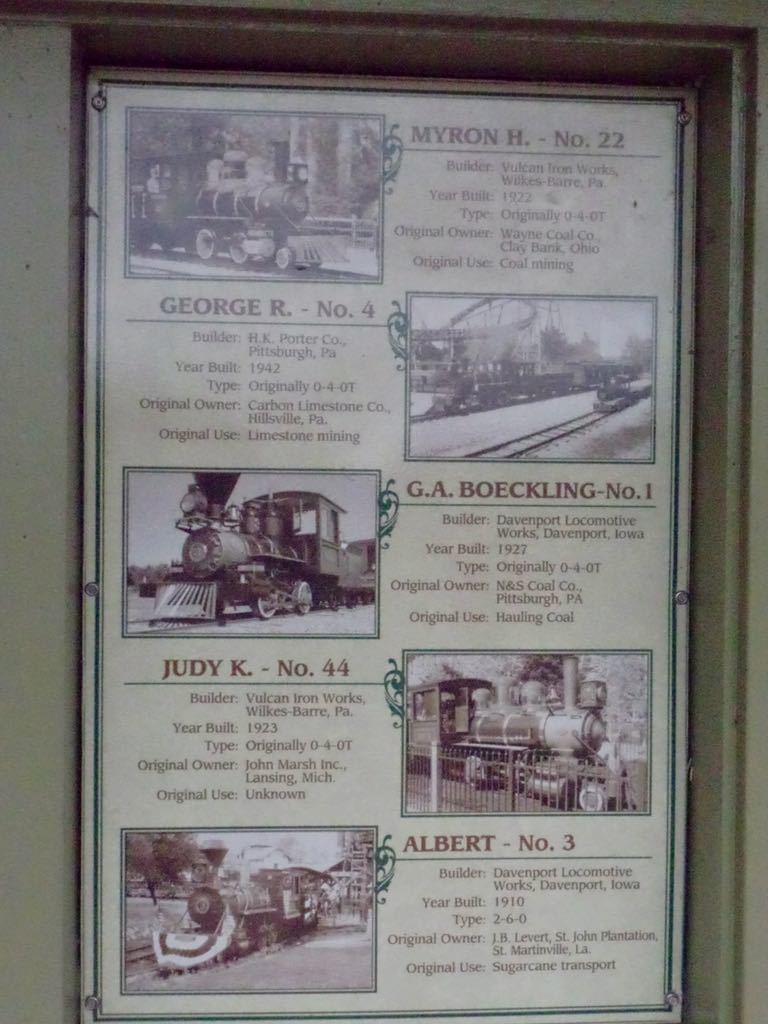 MYRON H. - No. 22
Builder: Vulcan Iron Works,
Wilkes-Barre, Pa.
Year Built: 1922
Type: Originally 0-4-0T
Original Owner: Wayne Coal Co.
Clay Bank, Ohio
Original Use: Coal mining
GEORGE R. - No. 4
Builder: H.K. Porter Co.,
Pittsburgh, Pa
Year Built: 1942
Type: Originally 0-4-0T
Original Owner: Carbon Limestone Co.,
Hillsville, Pa.
Original Use: Limestone mining
G.A. BOECKLING-No.1
Builder: Davenport Locomotive
Works, Davenport, Iowa
Year Built: 1927
Type: Originally 0-4-0T
Original Owner: N&S Coal Co.,
Pittsburgh, PA
Original Use: Hauling Coal
JUDY K. - No. 44
Builder: Vulcan Iron Works,
Wilkes-Barre, Pa.
Year Built: 1923
Type: Originally 0-4-0T
Original Owner: John Marsh Inc.,
Lansing, Mich.
Original Use: Unknown
ALBERT - No. 3
Builder: Davenport Locomotive
Works, Davenport, Iowa
Year Built: 1910
Type: 2-6-0
Original Owner: J.B. Levert, St. John Plantation,
St. Martinville, La.
Original Use: Sugarcane transport